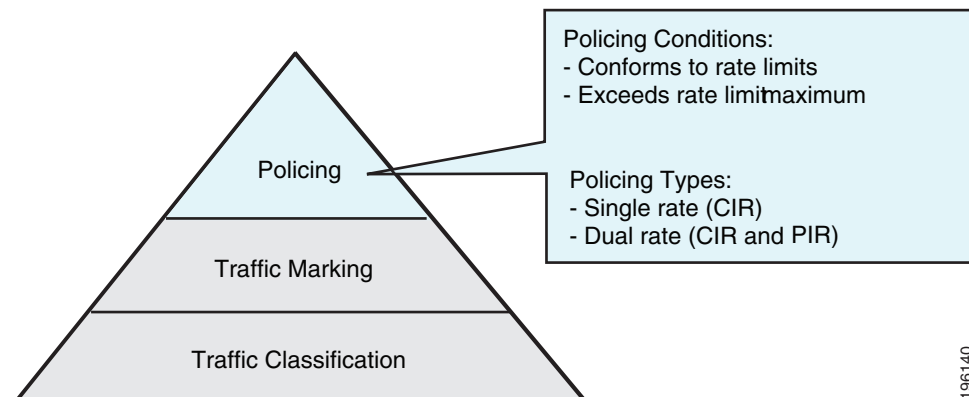 Policing Conditions:
- Conforms to rate limits
- Exceeds rate limitmaximum
Policing
Policing Types:
- Single rate (CIR)
- Dual rate (CIR and PIR)
Traffic Marking
Traffic Classification
196140